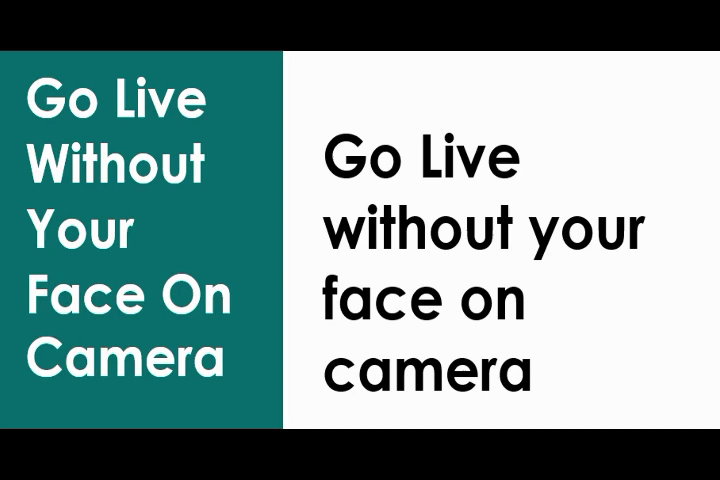 Go Live
Without
Your
Face On
Camera
Go Live
without your
face on
camera